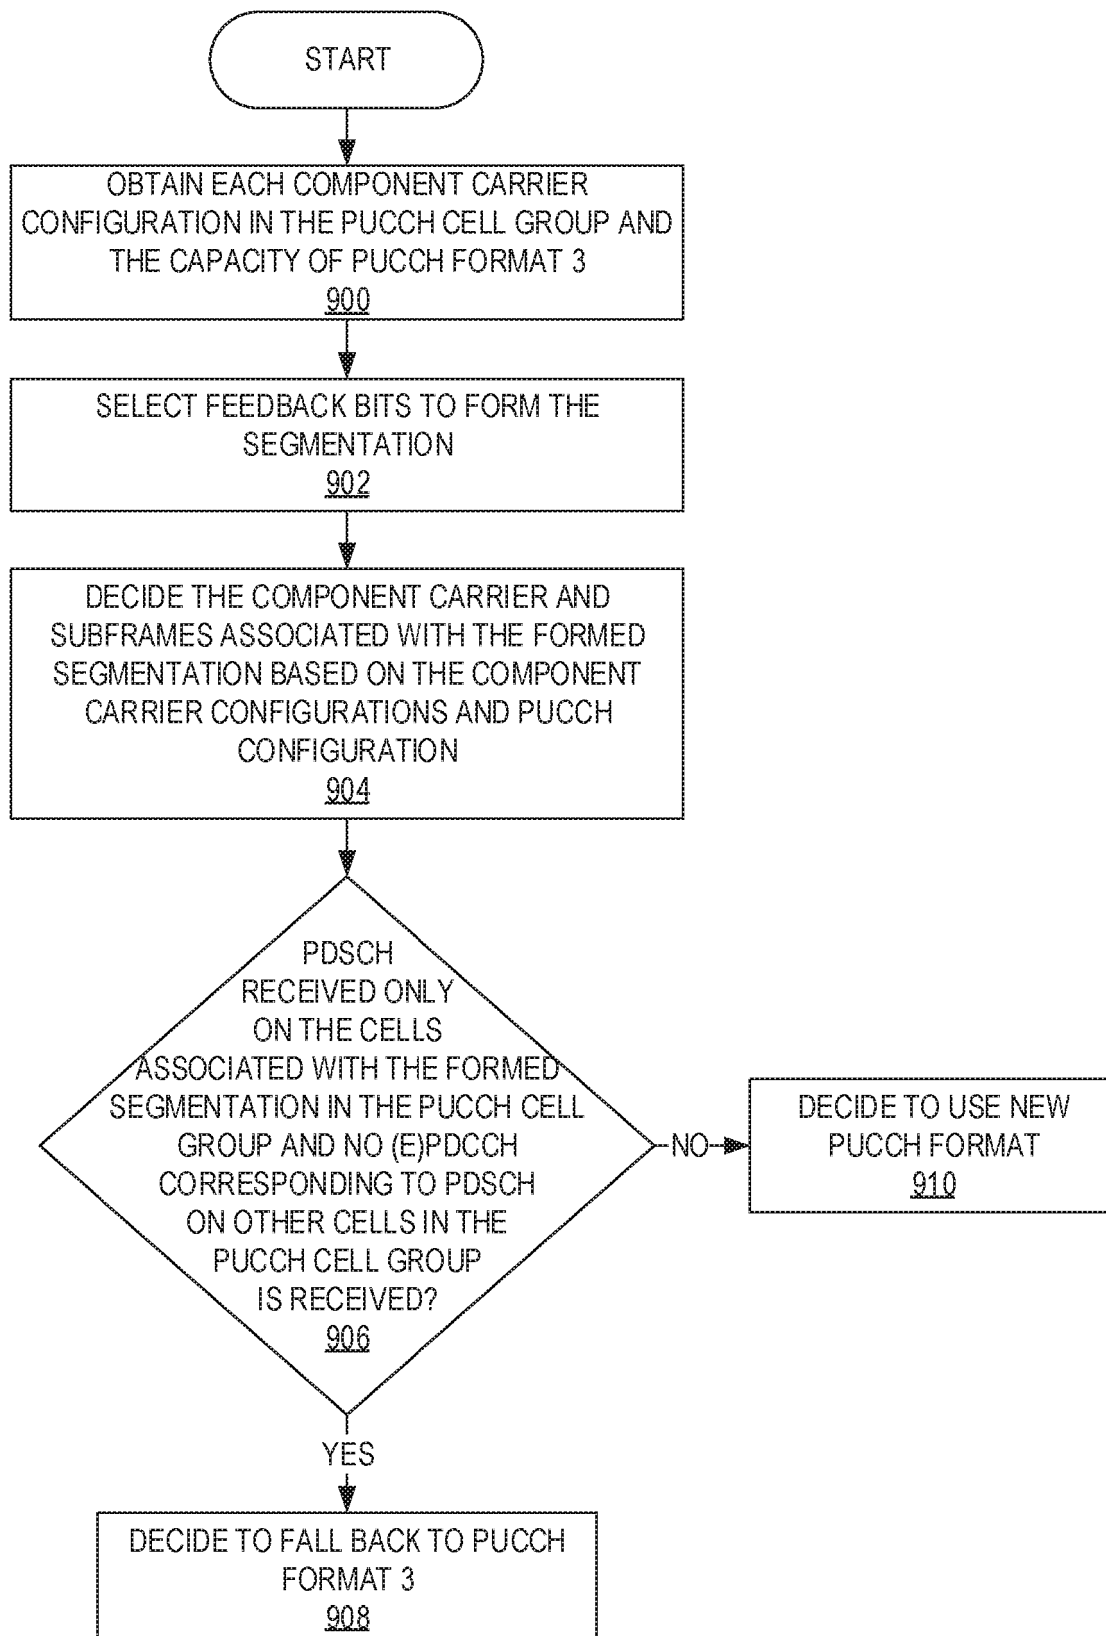 START
OBTAIN EACH COMPONENT CARRIER
CONFIGURATION IN THE PUCCH CELL GROUP AND
THE CAPACITY OF PUCCH FORMAT 3
900
SELECT FEEDBACK BITS TO FORM THE
SEGMENTATION
902
DECIDE THE COMPONENT CARRIER AND
SUBFRAMES ASSOCIATED WITH THE FORMED
SEGMENTATION BASED ON THE COMPONENT
CARRIER CONFIGURATIONS AND PUCCH
CONFIGURATION
904
PDSCH
RECEIVED ONLY
ON THE CELLS
ASSOCIATED WITH THE FORMED
SEGMENTATION IN THE PUCCH CELL
GROUP AND NO (E)PDCCH
CORRESPONDING TO PDSCH
ON OTHER CELLS IN THE
PUCCH CELL GROUP
IS RECEIVED?
906
NO
DECIDE TO USE NEW
PUCCH FORMAT
910
YES
DECIDE TO FALL BACK TO PUCCH
FORMAT 3
908